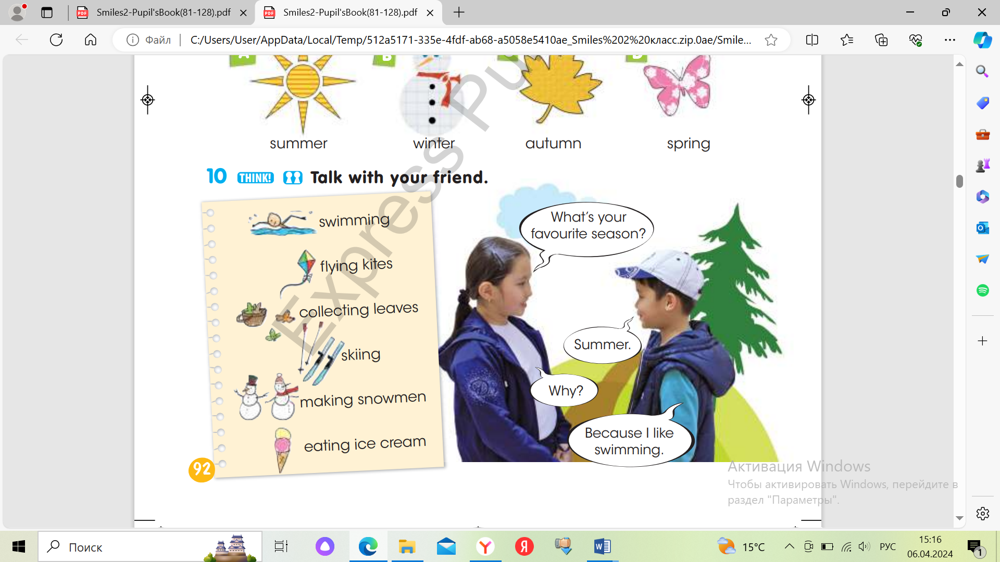 Smiles2-Pupil'sBook(81-128).pdf
Smiles2-Pupil'sBook(81-128).pdf
Файл
C:/Users/User/AppData/Local/Temp/512a5171-335e-4fdf-ab68-a5058e5410ae_Smiles%202%20класс.zip.0ae/Smile...
summer
winter
autumn
spring
10 THINK! Talk with your friend.
swimming
flying kites
collecting leaves
skiing
making snowmen
eating ice cream
What's your
favourite season?
Summer.
Why?
Because I like
swimming.
92
Express Pu
Активация Windows
Чтобы активировать Windows, перейдите в
раздел "Параметры".
Поиск
15°C
РУС
15:16
06.04.2024
1